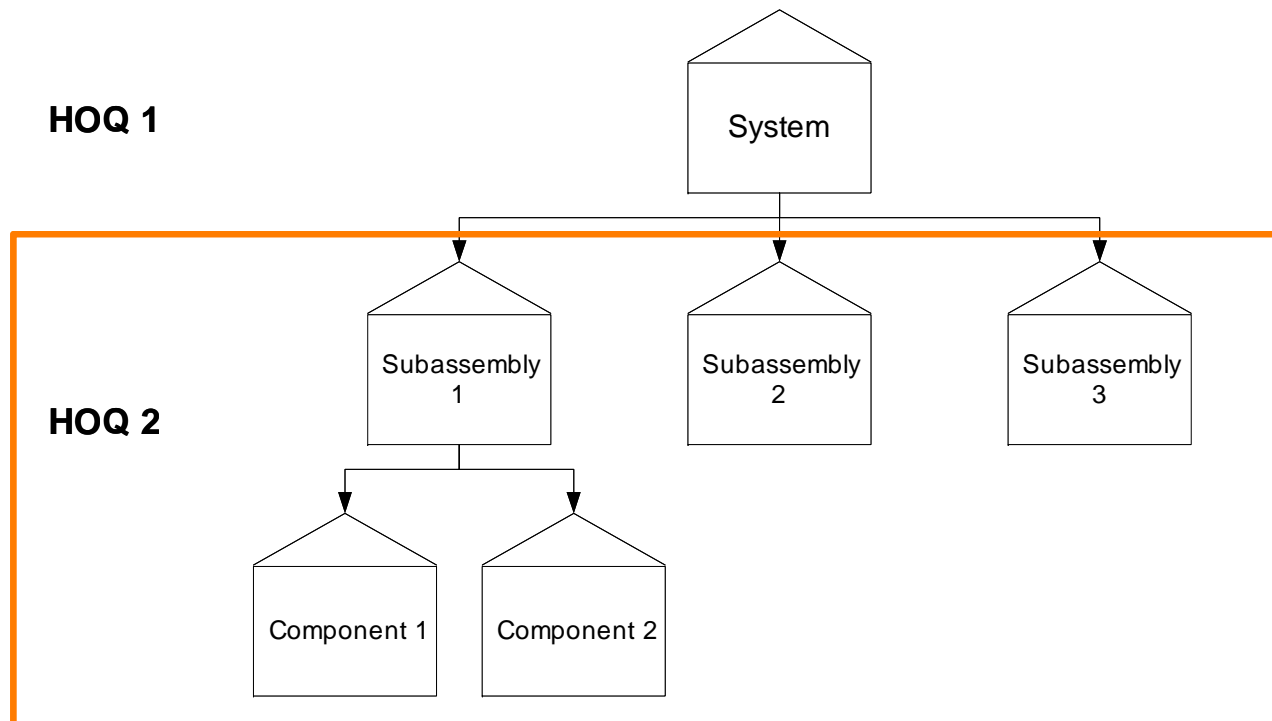 HOQ 1
System
Subassembly
1
Subassembly
2
Subassembly
3
HOQ 2
Component 1
Component 2